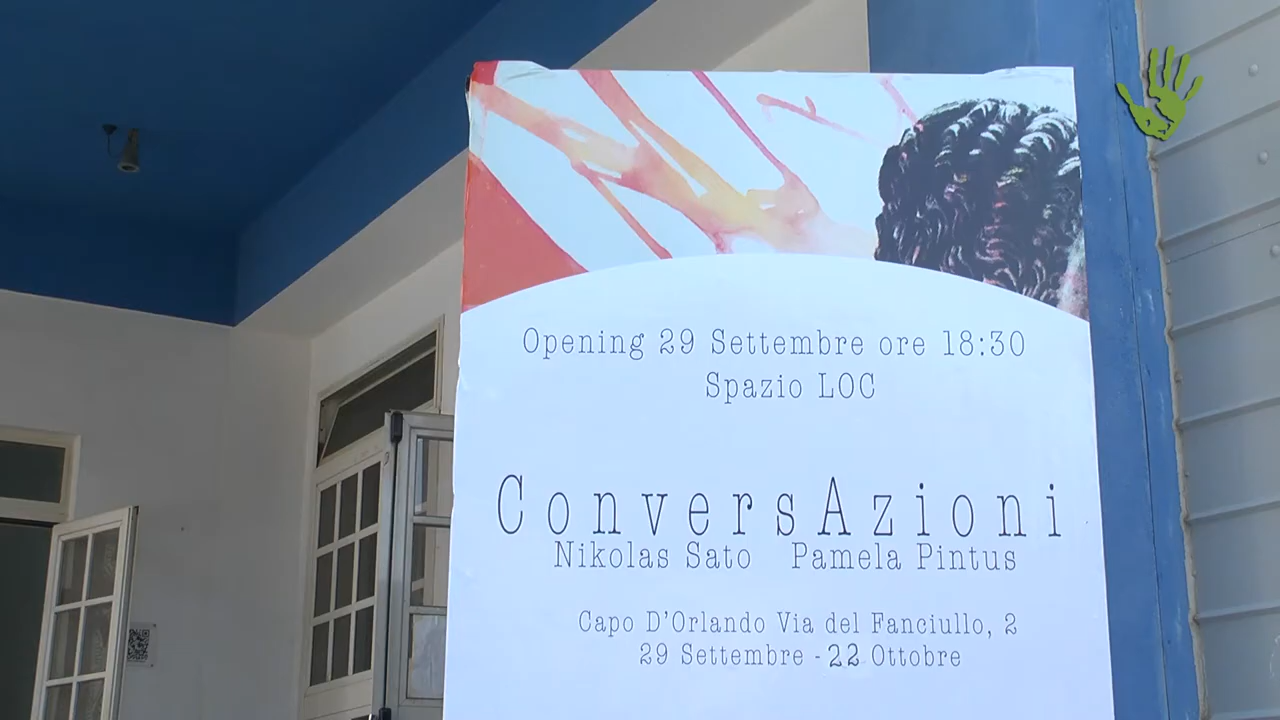 Opening 29 Settembre ore 18:30
Spazio LOC
ConversAzioni
Nikolas Sato Pamela Pintus
Capo D'Orlando Via del Fanciullo, 2
29 Settembre - 22 Ottobre